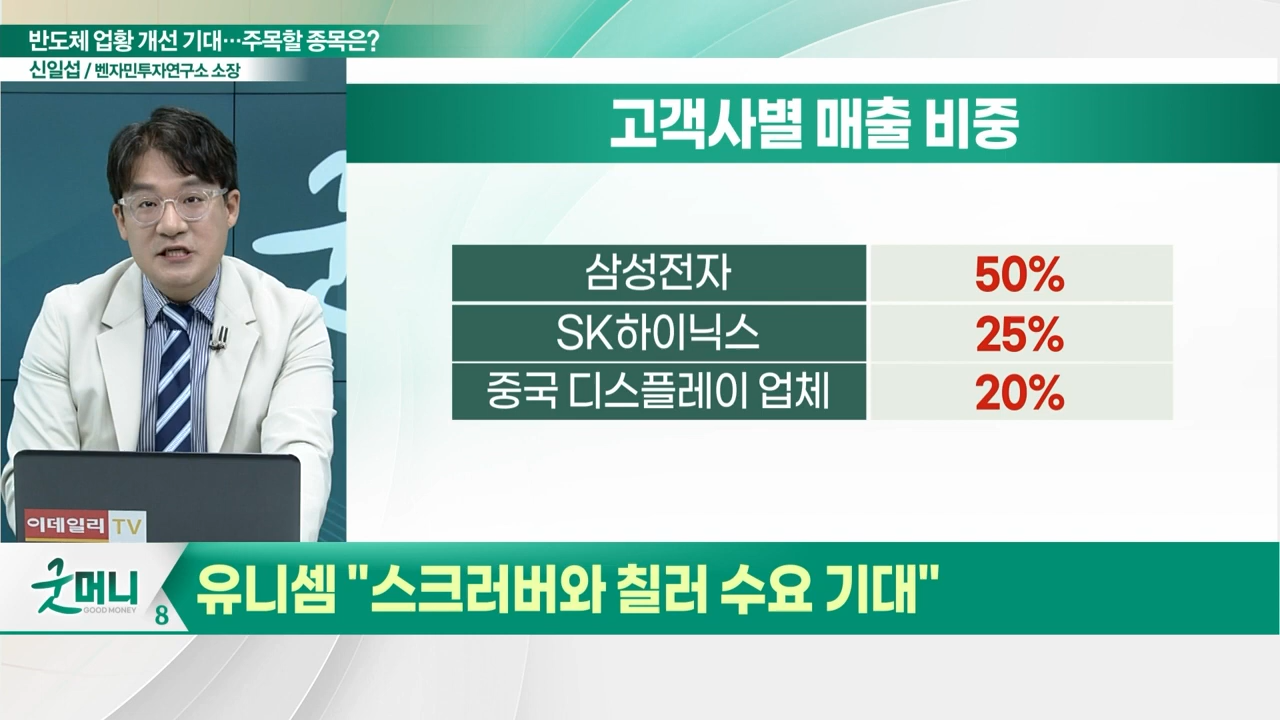 반도체 업황 개선 기대…주목할 종목은?
신일섭 / 벤자민투자연구소 소장
고객사별 매출 비중
삼성전자 50%
SK하이닉스 25%
중국 디스플레이 업체 20%
이데일리 TV
굿머니
GOOD MONEY
8
유니셈 "스크러버와 칠러 수요 기대"